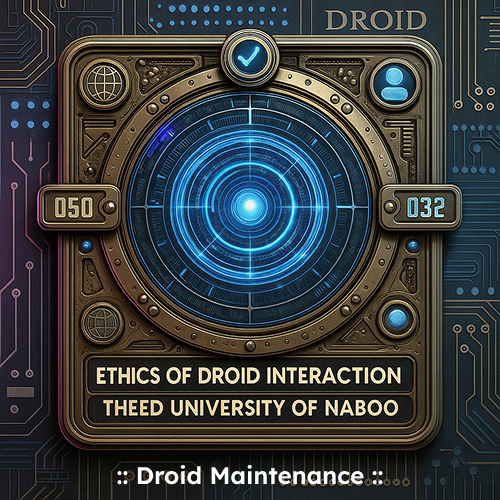 DROID
050
032
ETHICS OF DROID INTERACTION
THEED UNIVERSITY OF NABOO
:: Droid Maintenance ::